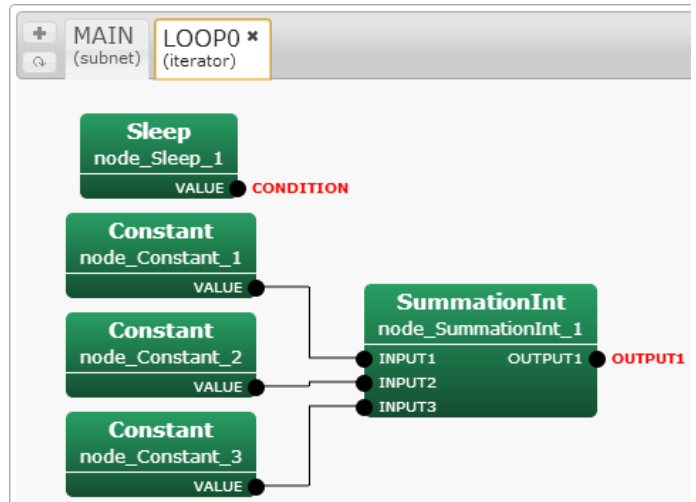 MAIN
(subnet)
LOOP0 ✖
(iterator)
Sleep
node_Sleep_1
VALUE CONDITION
Constant
node_Constant_1
VALUE
Constant
node_Constant_2
VALUE
Constant
node_Constant_3
VALUE
SummationInt
node_SummationInt_1
INPUT1 OUTPUT1 OUTPUT1
INPUT2
INPUT3